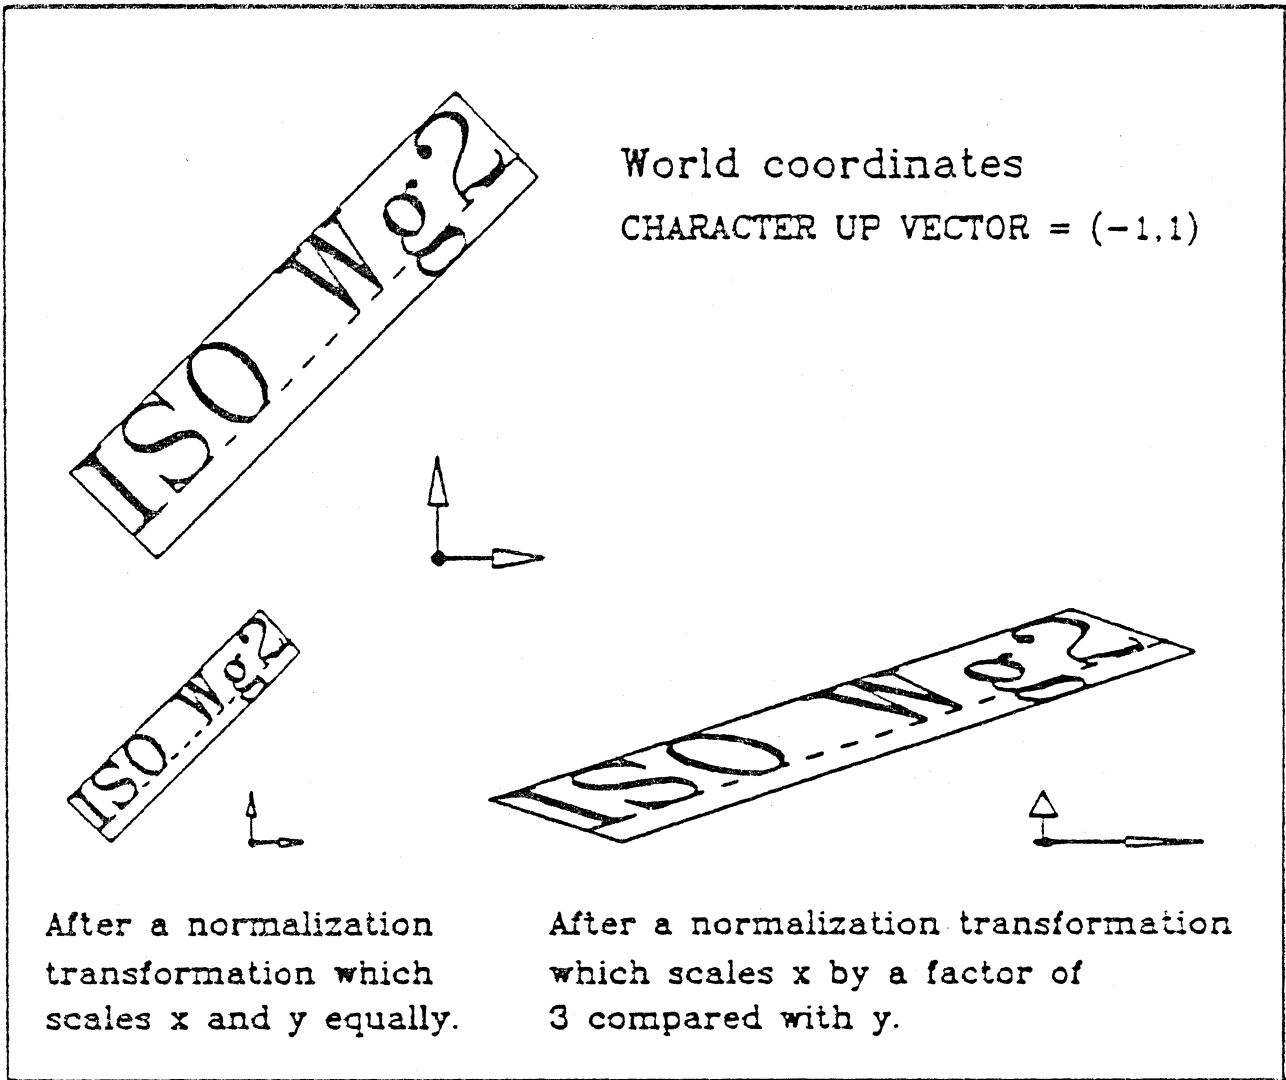 ISO Wg2
World coordinates
CHARACTER UP VECTOR = (-1,1)
ISO Wg2
ISO Wg2
After a normalization
transformation which
scales x and y equally.
After a normalization transformation
which scales x by a factor of
3 compared with y.